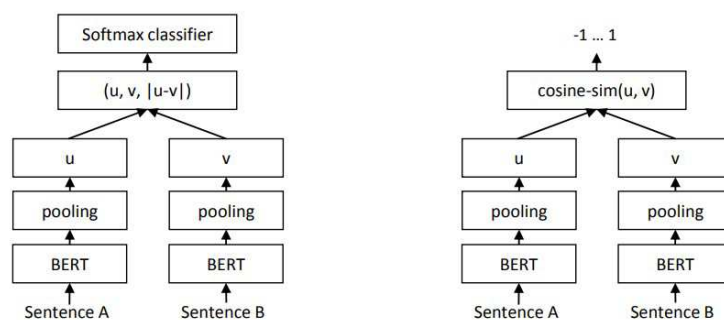 Softmax classifier
(u, v, |u-v|)
u
v
pooling
pooling
BERT
BERT
Sentence A
Sentence B
-1 … 1
cosine-sim(u, v)
u
v
pooling
pooling
BERT
BERT
Sentence A
Sentence B